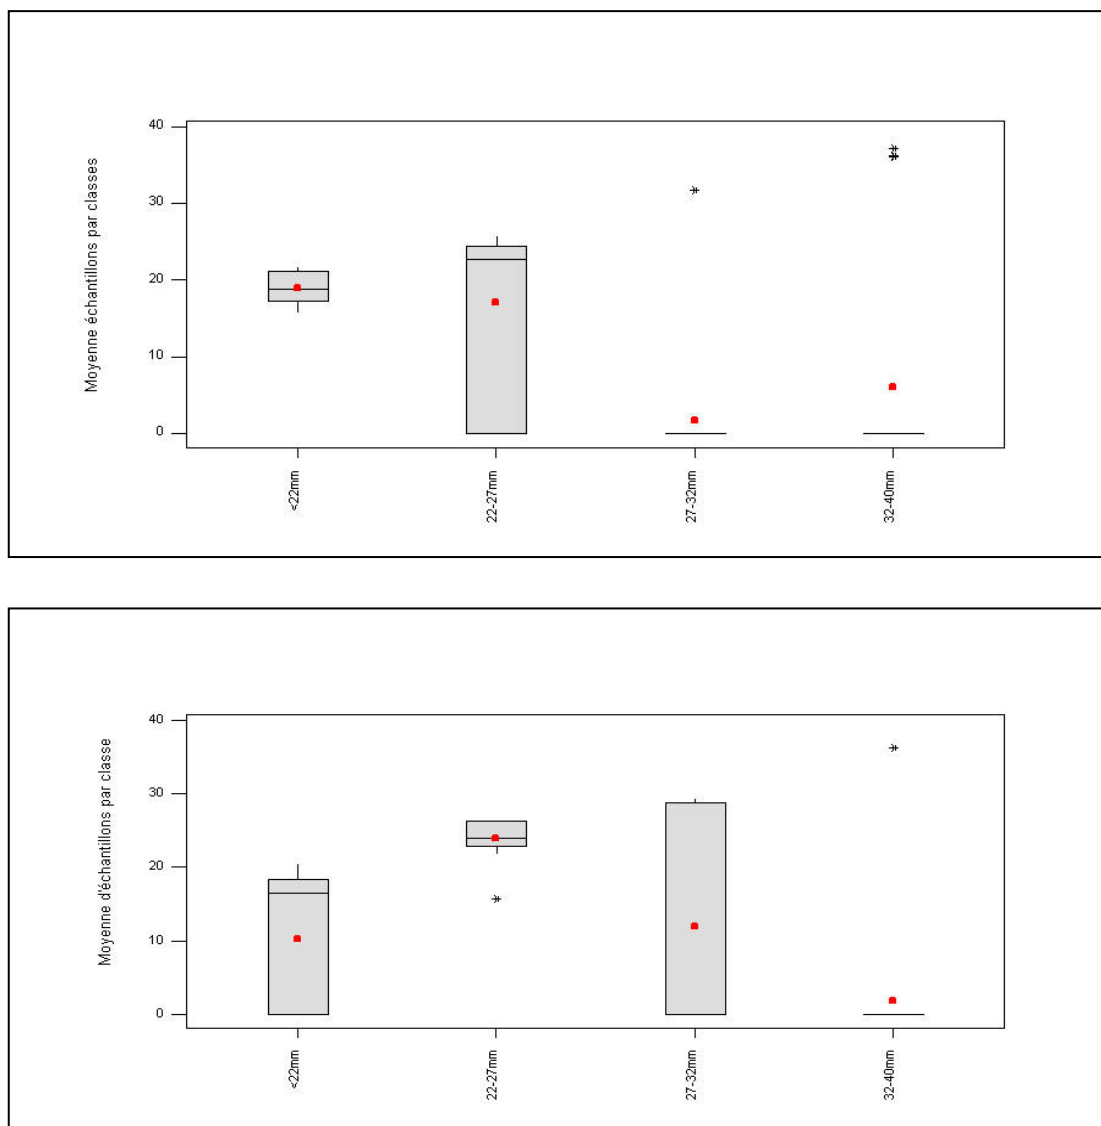 Moyenne échantillons par classes
40
30
20
10
0
<22mm
22-27mm
27-32mm
32-40mm
Moyenne d'échantillons par classe
40
30
20
10
0
<22mm
22-27mm
27-32mm
32-40mm